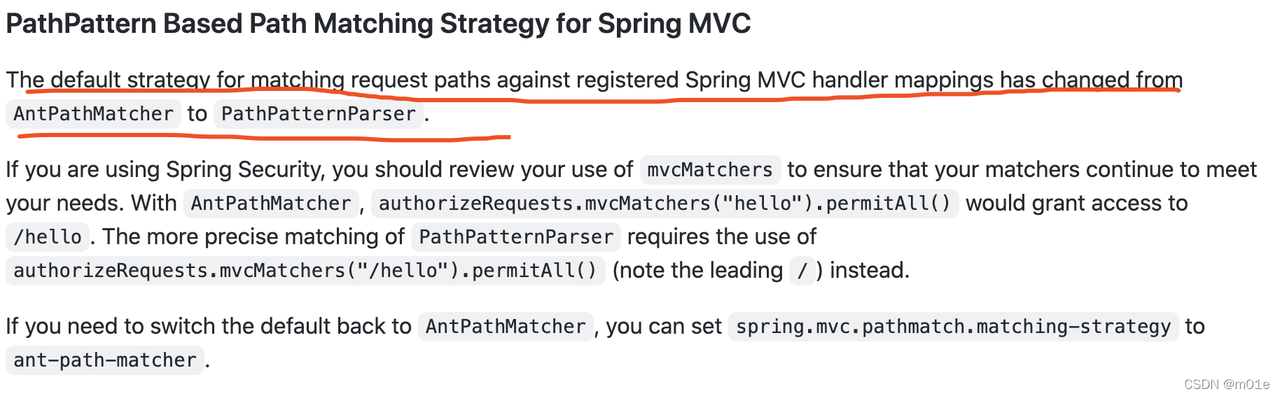 PathPattern Based Path Matching Strategy for Spring MVC
The default strategy for matching request paths against registered Spring MVC handler mappings has changed from
AntPathMatcher to PathPatternParser.
If you are using Spring Security, you should review your use of mvcMatchers to ensure that your matchers continue to meet
your needs. With AntPathMatcher, authorizeRequests.mvcMatchers("hello").permitAll() would grant access to
/hello. The more precise matching of PathPatternParser requires the use of
authorizeRequests.mvcMatchers("/hello").permitAll() (note the leading /) instead.
If you need to switch the default back to AntPathMatcher, you can set spring.mvc.pathmatch.matching-strategy to
ant-path-matcher.
CSDN @m01e